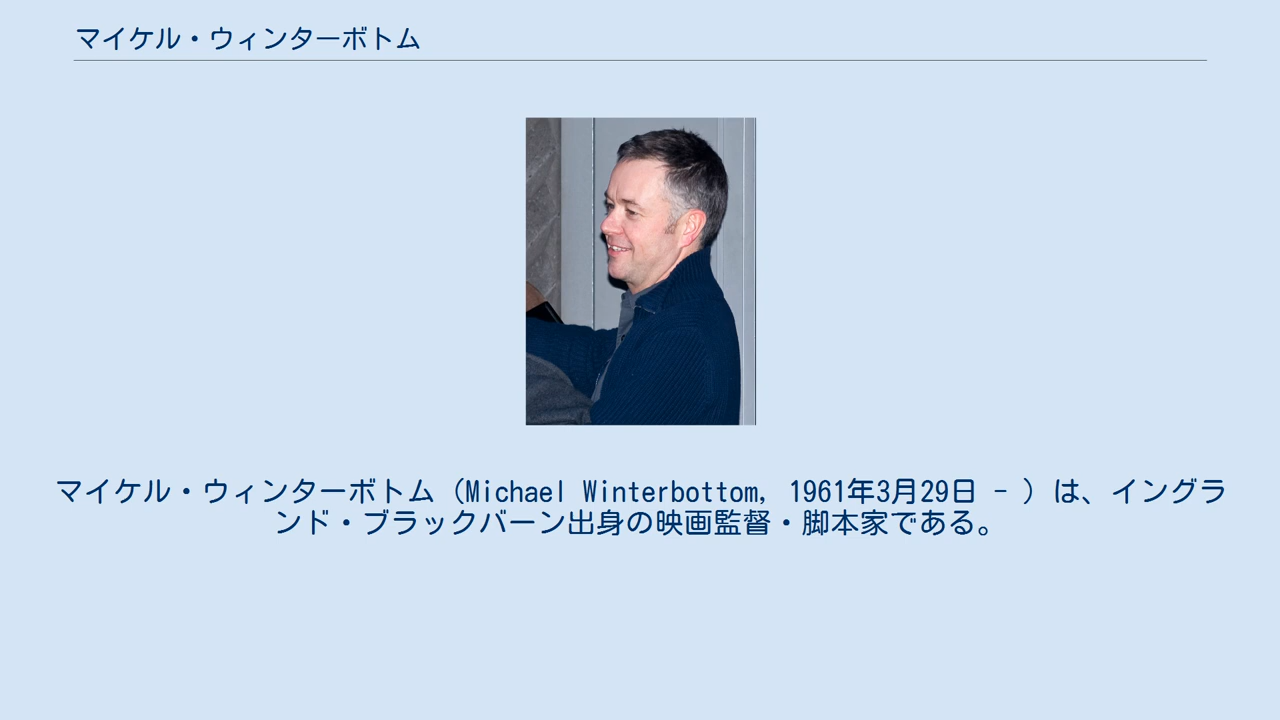 マイケル・ウィンターボトム
マイケル・ウィンターボトム（Michael Winterbottom, 1961年3月29日 - ）は、イングラ
ンド・ブラックバーン出身の映画監督・脚本家である。